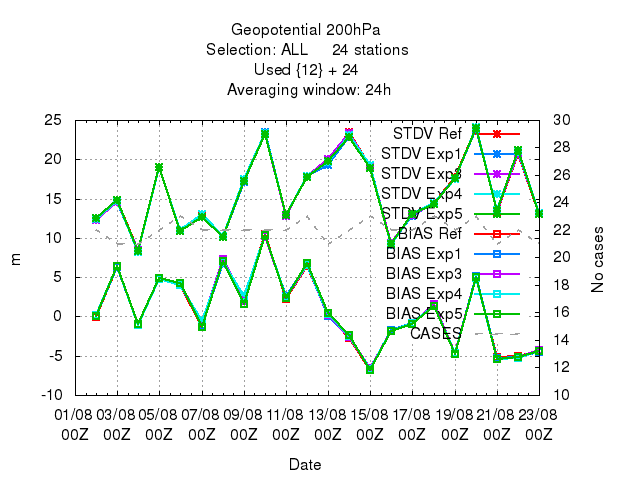 Geopotential 200hPa
Selection: ALL     24 stations
Used {12} + 24
Averaging window: 24h
25 30
20 28
15 26
10 24
5 22
0 20
-5 18
-10 16
14
12
10
m
No cases
STDV Ref
STDV Exp1
STDV Exp3
STDV Exp4
STDV Exp5
BIAS Ref
BIAS Exp1
BIAS Exp3
BIAS Exp4
BIAS Exp5
CASES
01/08 03/08 05/08 07/08 09/08 11/08 13/08 15/08 17/08 19/08 21/08 23/08
00Z 00Z 00Z 00Z 00Z 00Z 00Z 00Z 00Z 00Z 00Z 00Z
Date